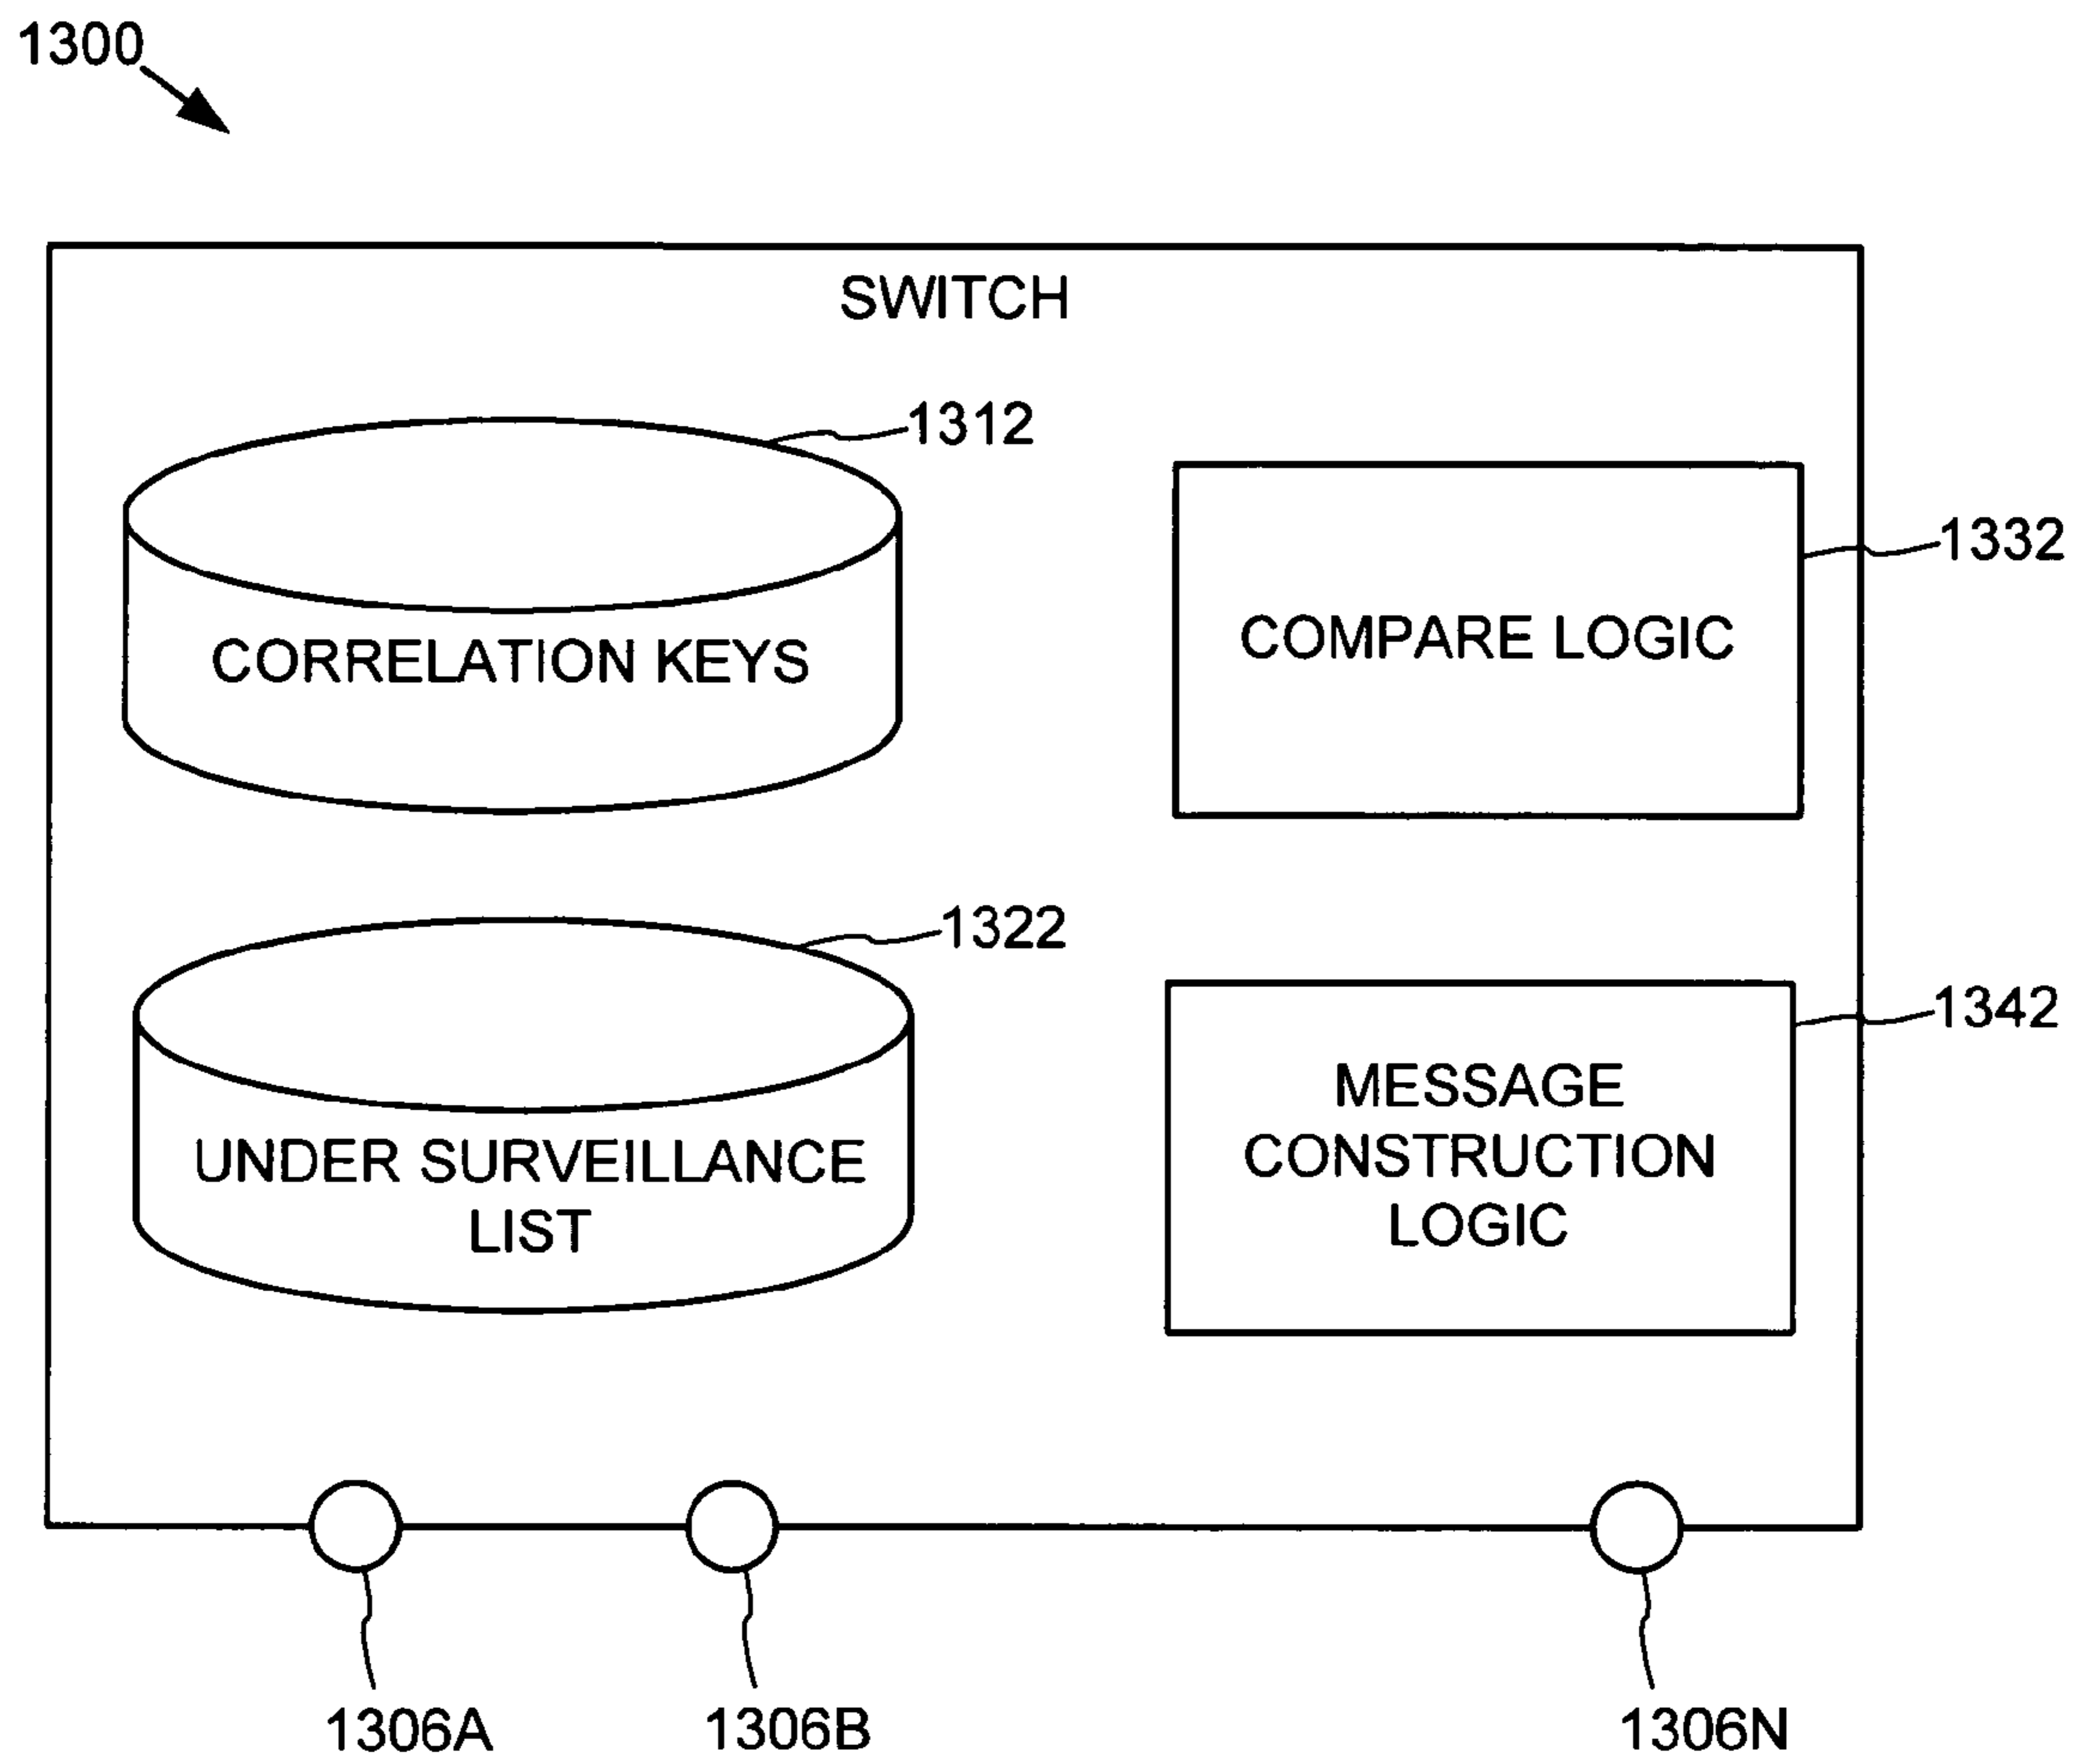 1300
SWITCH
1312
CORRELATION KEYS
1332
COMPARE LOGIC
1322
UNDER SURVEILLANCE
LIST
1342
MESSAGE
CONSTRUCTION
LOGIC
1306A
1306B
1306N